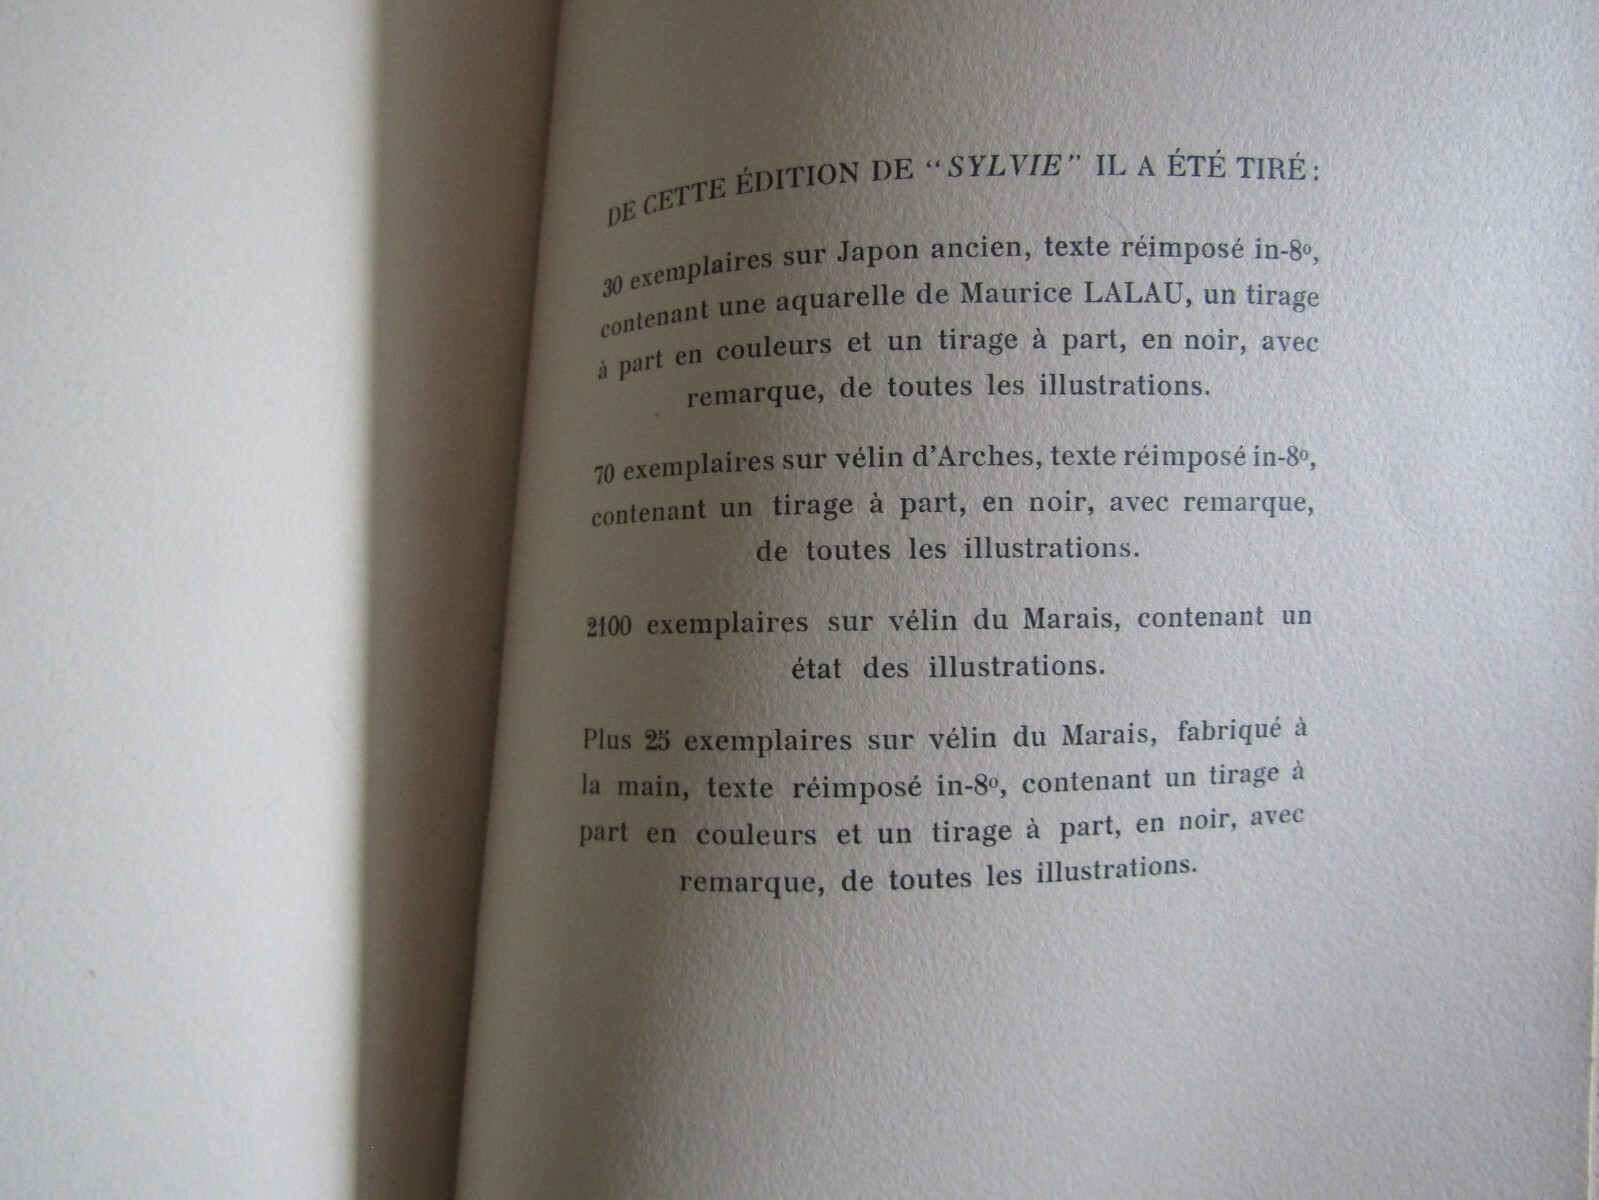 DE CETTE ÉDITION DE “SYLVIE” IL A ÉTÉ TIRÉ :
30 exemplaires sur Japon ancien, texte réimposé in-8º,
contenant une aquarelle de Maurice LALAU, un tirage
à part en couleurs et un tirage à part, en noir, avec
remarque, de toutes les illustrations.
70 exemplaires sur vélin d’Arches, texte réimposé in-8º,
contenant un tirage à part, en noir, avec remarque,
de toutes les illustrations.
2100 exemplaires sur vélin du Marais, contenant un
état des illustrations.
Plus 25 exemplaires sur vélin du Marais, fabriqué à
la main, texte réimposé in-8º, contenant un tirage à
part en couleurs et un tirage à part, en noir, avec
remarque, de toutes les illustrations.